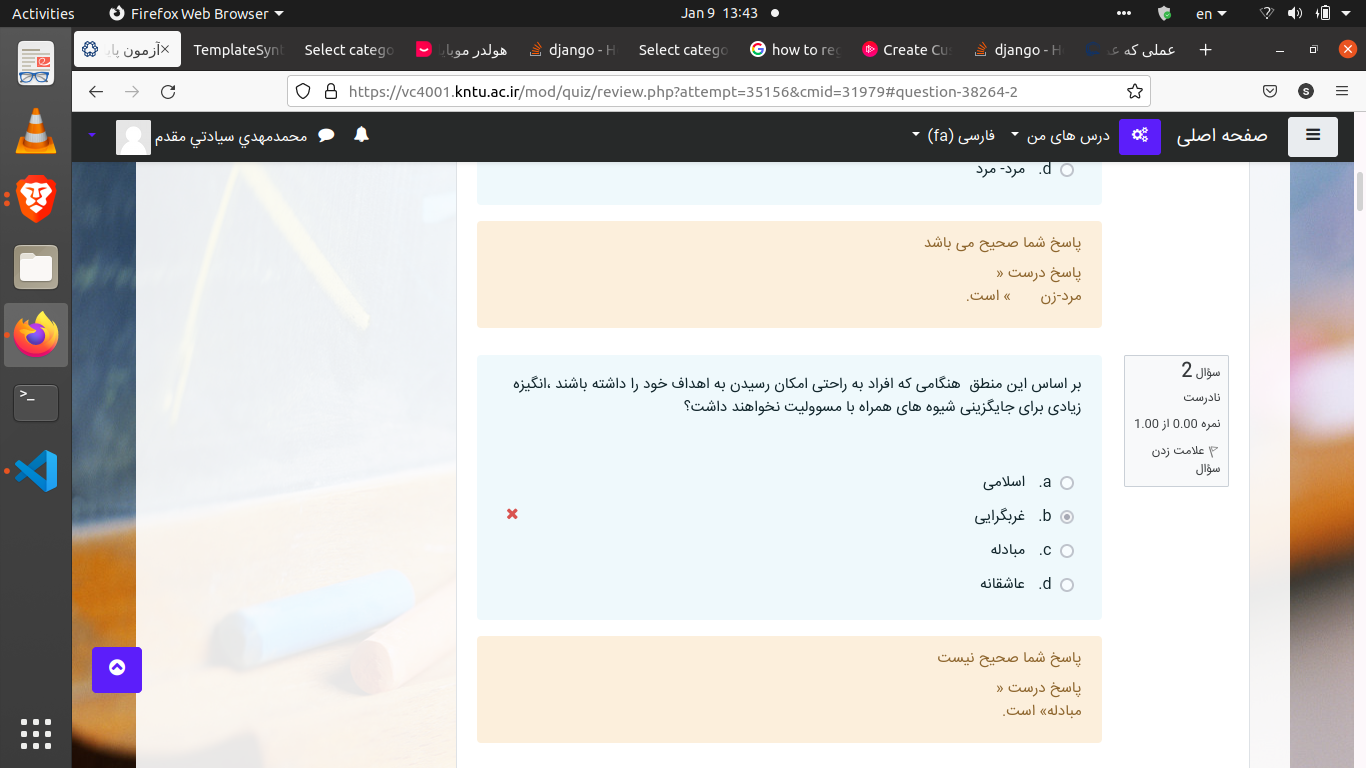 Activities
Firefox Web Browser
Jan 9 13:43
en
آزمون پایا
TemplateSynt
Select catego
هولدر موبایل
django - H
Select catego
how to reg
Create Cus
django - Ho
عملی که عد
https://vc4001.kntu.ac.ir/mod/quiz/review.php?attempt=35156&cmid=31979#question-38264-2
S
صفحه اصلی
درس های من
فارسی (fa)
محمدمهدي سيادتي مقدم
d. مرد- مرد
پاسخ شما صحیح می باشد
پاسخ درست «
مرد-زن » است.
سؤال 2
نادرست
نمره 0.00 از 1.00
علامت زدن
سؤال
بر اساس این منطق هنگامی که افراد به راحتی امکان رسیدن به اهداف خود را داشته باشند ،انگیزه
زیادی برای جایگزینی شیوه های همراه با مسوولیت نخواهند داشت؟
a. اسلامی
b. غربگرایی
c. مبادله
d. عاشقانه
پاسخ شما صحیح نیست
پاسخ درست «
مبادله» است.